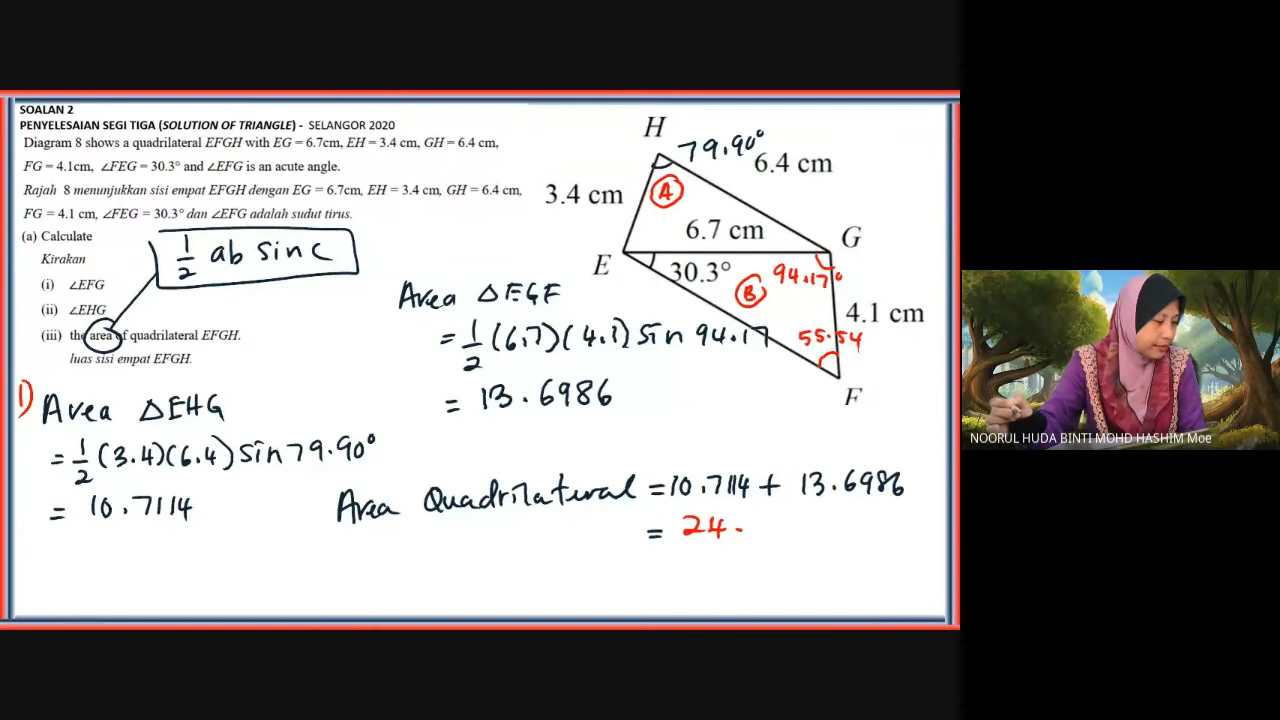 SOALAN 2
PENYELESAIAN SEGI TIGA (SOLUTION OF TRIANGLE) - SELANGOR 2020
Diagram 8 shows a quadrilateral EFGH with EG = 6.7cm, EH = 3.4 cm, GH = 6.4 cm,
FG = 4.1cm, ∠FEG = 30.3° and ∠EFG is an acute angle.
Rajah 8 menunjukkan sisi empat EFGH dengan EG = 6.7cm, EH = 3.4 cm, GH = 6.4 cm,
FG = 4.1 cm, ∠FEG = 30.3° dan ∠EFG adalah sudut tirus.
(a) Calculate
Kirakan
(i) ∠EFG
(ii) ∠EHG
(iii) the area of quadrilateral EFGH.
luas sisi empat EFGH.
1/2 ab sin C
H
79.90°
6.4 cm
3.4 cm
A
6.7 cm
G
E
30.3°
94.17°
B
4.1 cm
55.54
F
1) Area △EHG
= 1/2 (3.4)(6.4) sin 79.90°
= 10.7114
Area △EGF
= 1/2 (6.7)(4.1) sin 94.17
= 13.6986
Area Quadrilateral = 10.7114 + 13.6986
= 24.
NOORUL HUDA BINTI MOHD HASHIM Moe